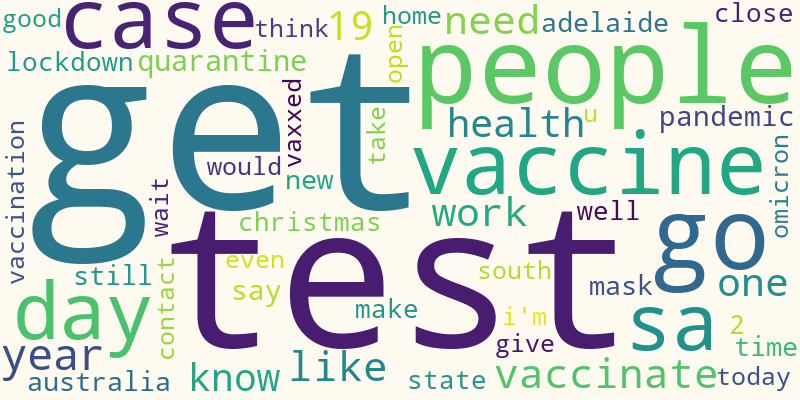 good
case
think
19
home
need
adelaide
close
lockdown
quarantine
open
people
get
vaxxed
take
health
u
pandemic
vaccination
would
new
vaccine
omicron
wait
christmas
work
well
go
test
still
contact
even
say
south
mask
one
day
make
i'm
sa
2
give
time
year
australia
know
like
state
vaccinate
today